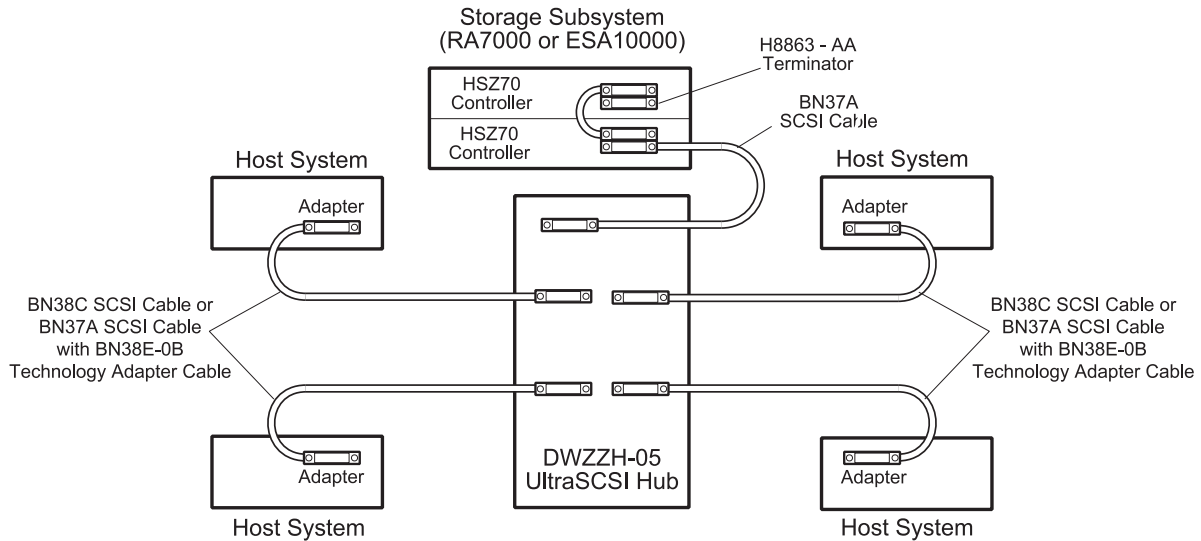 Storage Subsystem
(RA7000 or ESA10000)
H8863 - AA
Terminator
HSZ70
Controller
BN37A
SCSI Cable
HSZ70
Controller
Host System
Host System
Adapter
Adapter
BN38C SCSI Cable or
BN37A SCSI Cable
with BN38E-0B
Technology Adapter Cable
BN38C SCSI Cable or
BN37A SCSI Cable
with BN38E-0B
Technology Adapter Cable
DWZZH-05
UltraSCSI Hub
Adapter
Adapter
Host System
Host System